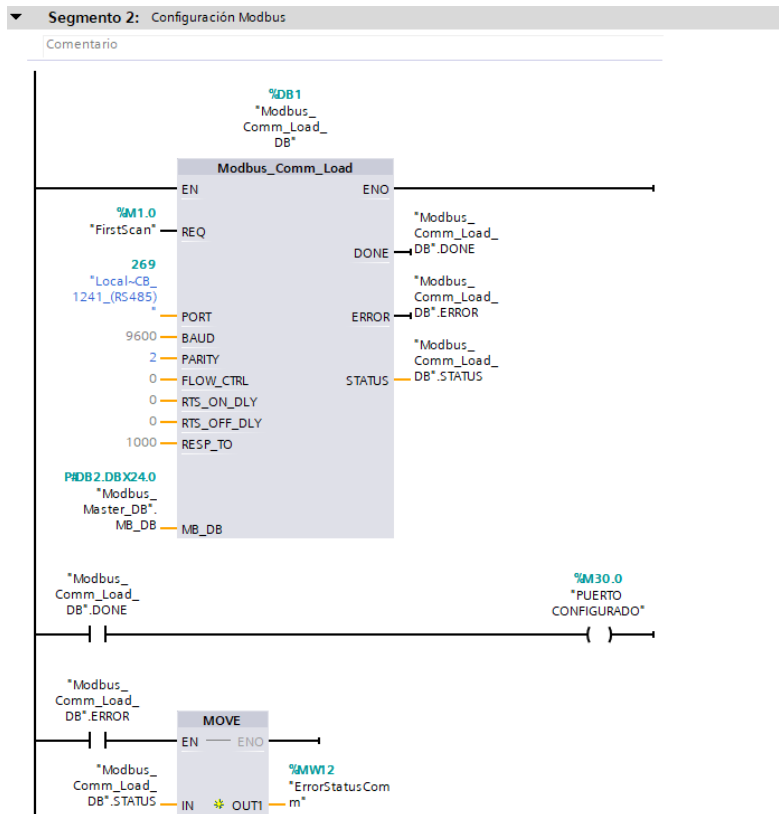 Segmento 2: Configuración Modbus
Comentario
%DB1
"Modbus_
Comm_Load_
DB"
Modbus_Comm_Load
EN
ENO
%M1.0
"FirstScan"
REQ
"Modbus_
Comm_Load_
DB".DONE
DONE
269
"Local~CB_
1241_(RS485)
"
PORT
"Modbus_
Comm_Load_
DB".ERROR
ERROR
9600
BAUD
2
PARITY
"Modbus_
Comm_Load_
DB".STATUS
STATUS
0
FLOW_CTRL
0
RTS_ON_DLY
0
RTS_OFF_DLY
1000
RESP_TO
P#DB2.DBX24.0
"Modbus_
Master_DB".
MB_DB
MB_DB
"Modbus_
Comm_Load_
DB".DONE
%M30.0
"PUERTO
CONFIGURADO"
"Modbus_
Comm_Load_
DB".ERROR
MOVE
EN
ENO
"Modbus_
Comm_Load_
DB".STATUS
IN
OUT1
%MW12
"ErrorStatusCom
m"